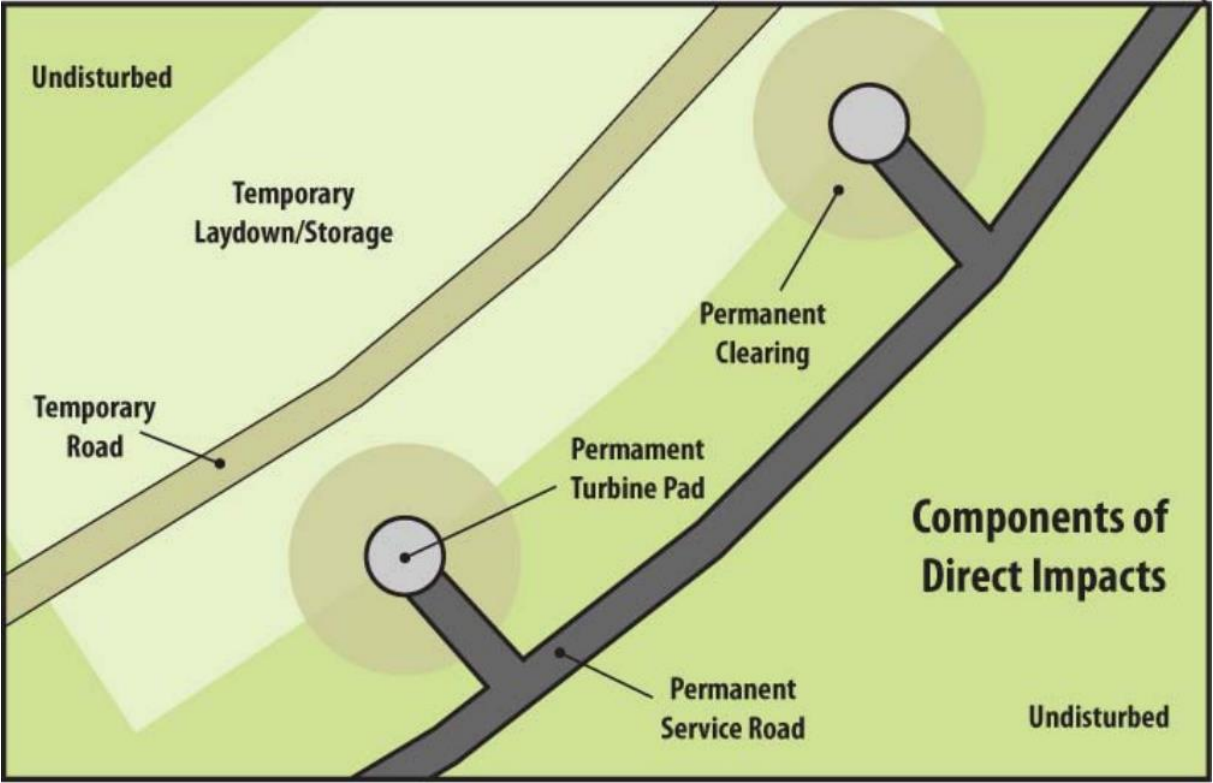 Undisturbed
Temporary
Laydown/Storage
Permanent
Clearing
Temporary
Road
Permament
Turbine Pad
Components of
Direct Impacts
Permanent
Service Road
Undisturbed